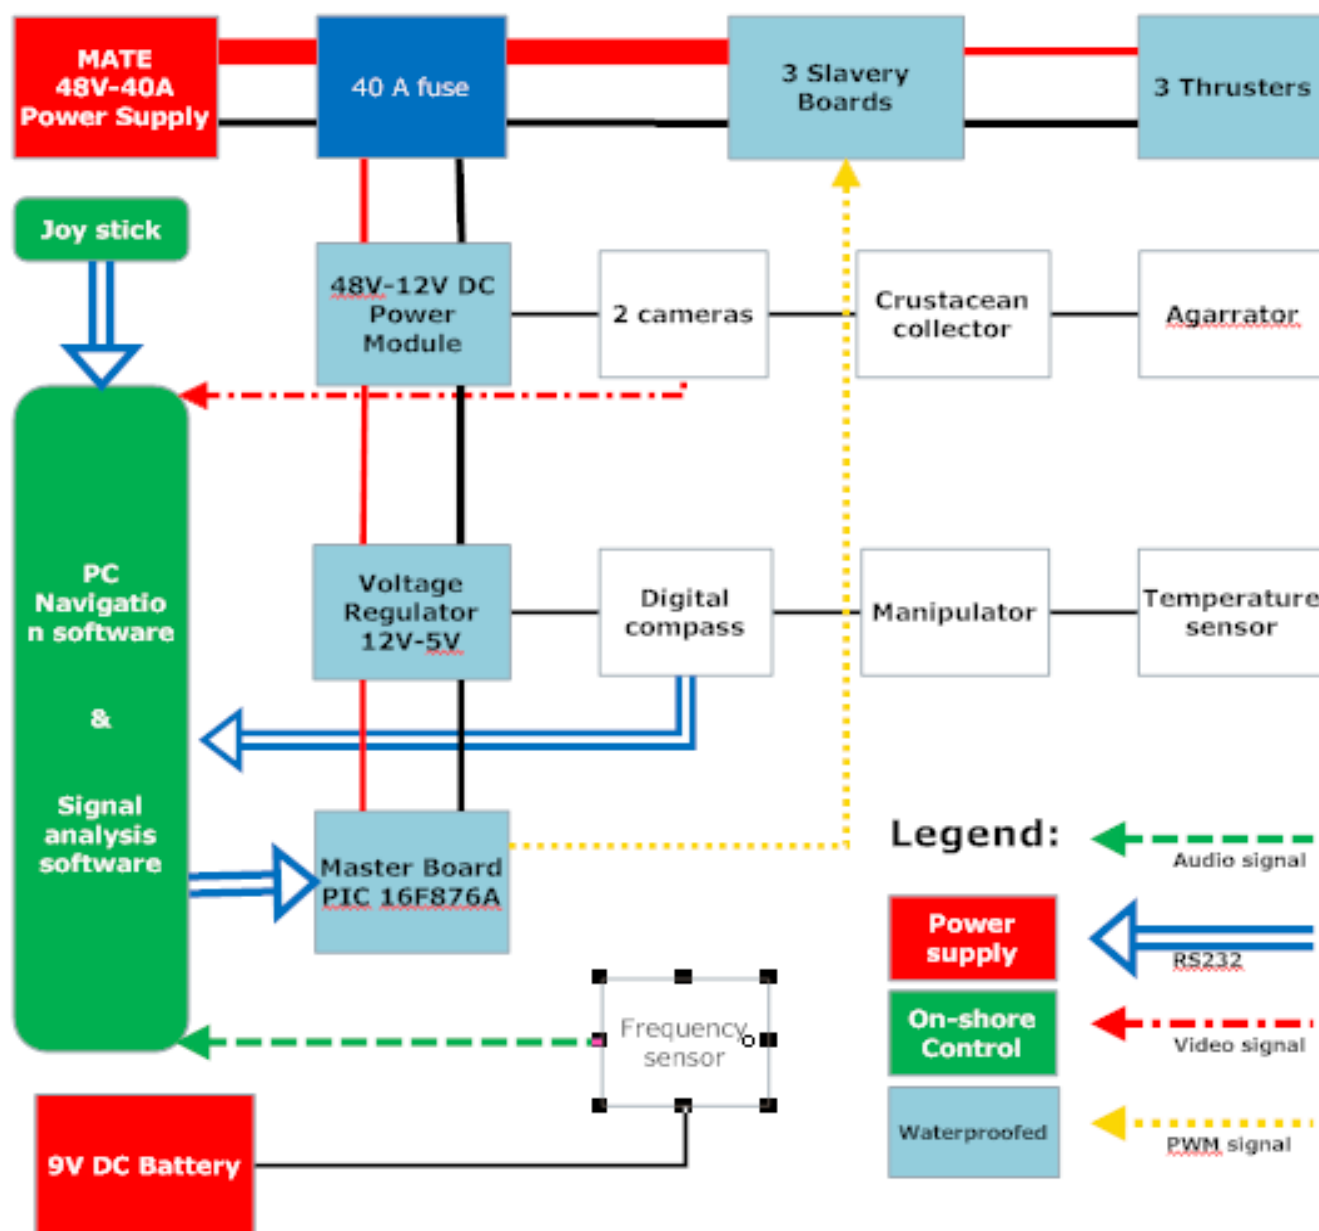 MATE
48V-40A
Power Supply
40 A fuse
3 Slavery
Boards
3 Thrusters
Joy stick
48V-12V DC
Power
Module
2 cameras
Crustacean
collector
Agarrator
PC
Navigatio
n software
&
Signal
analysis
software
Voltage
Regulator
12V-5V
Digital
compass
Manipulator
Temperature
sensor
Master Board
PIC 16F876A
Frequency
sensor
9V DC Battery
Legend:
Audio signal
Power
supply
RS232
On-shore
Control
Video signal
Waterproofed
PWM signal